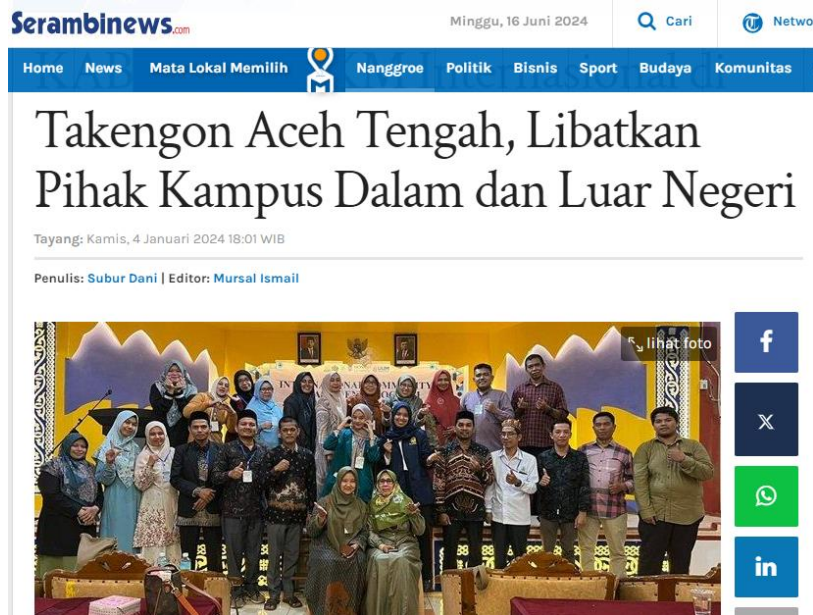 Serambinews.com
Minggu, 16 Juni 2024
Cari
Netwo
Home News Mata Lokal Memilih Nanggroe Politik Bisnis Sport Budaya Komunitas
Takengon Aceh Tengah, Libatkan
Pihak Kampus Dalam dan Luar Negeri
Tayang: Kamis, 4 Januari 2024 18:01 WIB
Penulis: Subur Dani | Editor: Mursal Ismail
lihat foto